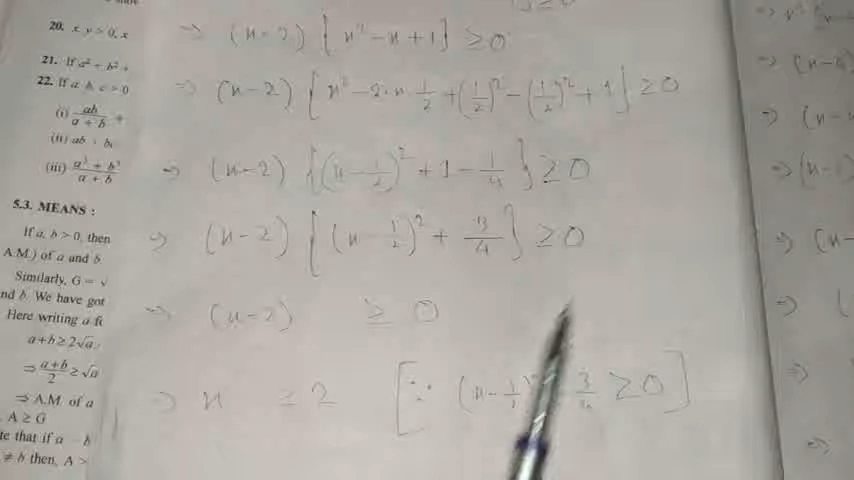 20. x, y > 0, x
21. If a² + b² +
22. If a, b, c > 0
(i) ab/(a + b) +
(ii) ab + b
(iii) (a³ + b³)/(a + b)
5.3. MEANS :
If a, b > 0, then
A.M.) of a and b
Similarly, G = √
nd b. We have got
Here writing a f
a + b ≥ 2√a
⇒ (a+b)/2 ≥ √a
⇒ A.M. of a
A ≥ G
te that if a = b
≠ b then, A >
⇒ (x-2) {x² - x + 1} ≥ 0
⇒ (x-2) {x² - 2·x·1/2 + (1/2)² - (1/2)² + 1} ≥ 0
⇒ (x-2) {(x - 1/2)² + 1 - 1/4} ≥ 0
⇒ (x-2) {(x - 1/2)² + 3/4} ≥ 0
⇒ (x-2) ≥ 0
⇒ x ≥ 2 [∵ (x - 1/2)² 3/4 ≥ 0]